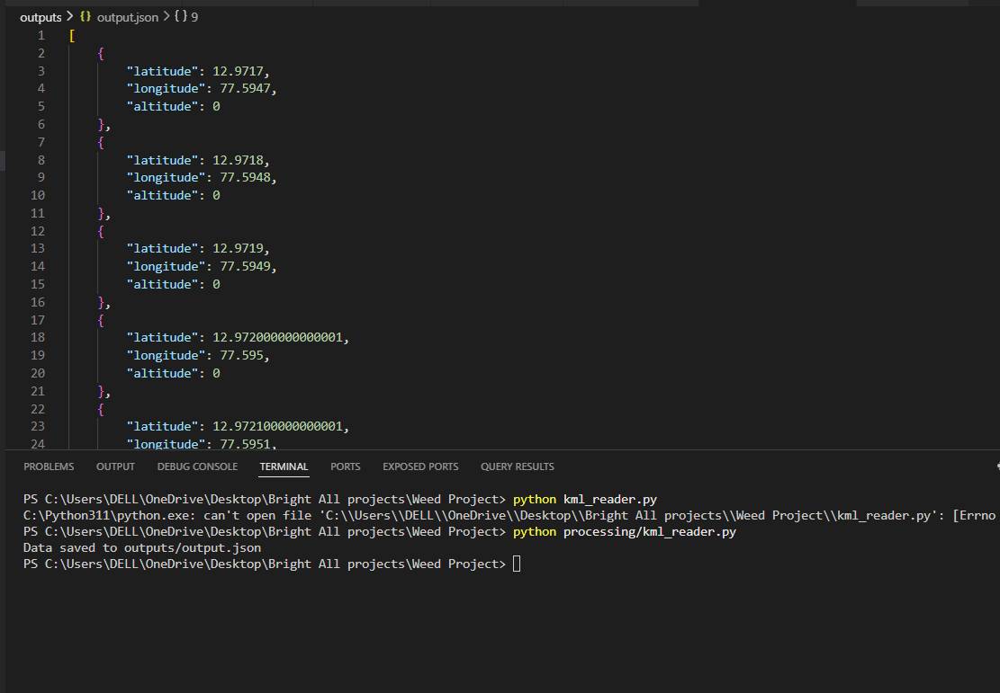 outputs > {} output.json > { } 9
1 [
2 {
3 "latitude": 12.9717,
4 "longitude": 77.5947,
5 "altitude": 0
6 },
7 {
8 "latitude": 12.9718,
9 "longitude": 77.5948,
10 "altitude": 0
11 },
12 {
13 "latitude": 12.9719,
14 "longitude": 77.5949,
15 "altitude": 0
16 },
17 {
18 "latitude": 12.972000000000001,
19 "longitude": 77.595,
20 "altitude": 0
21 },
22 {
23 "latitude": 12.972100000000001,
24 "longitude": 77.5951,
PROBLEMS OUTPUT DEBUG CONSOLE TERMINAL PORTS EXPOSED PORTS QUERY RESULTS
PS C:\Users\DELL\OneDrive\Desktop\Bright All projects\Weed Project> python kml_reader.py
C:\Python311\python.exe: can't open file 'C:\\Users\\DELL\\OneDrive\\Desktop\\Bright All projects\\Weed Project\\kml_reader.py': [Errno
PS C:\Users\DELL\OneDrive\Desktop\Bright All projects\Weed Project> python processing/kml_reader.py
Data saved to outputs/output.json
PS C:\Users\DELL\OneDrive\Desktop\Bright All projects\Weed Project>